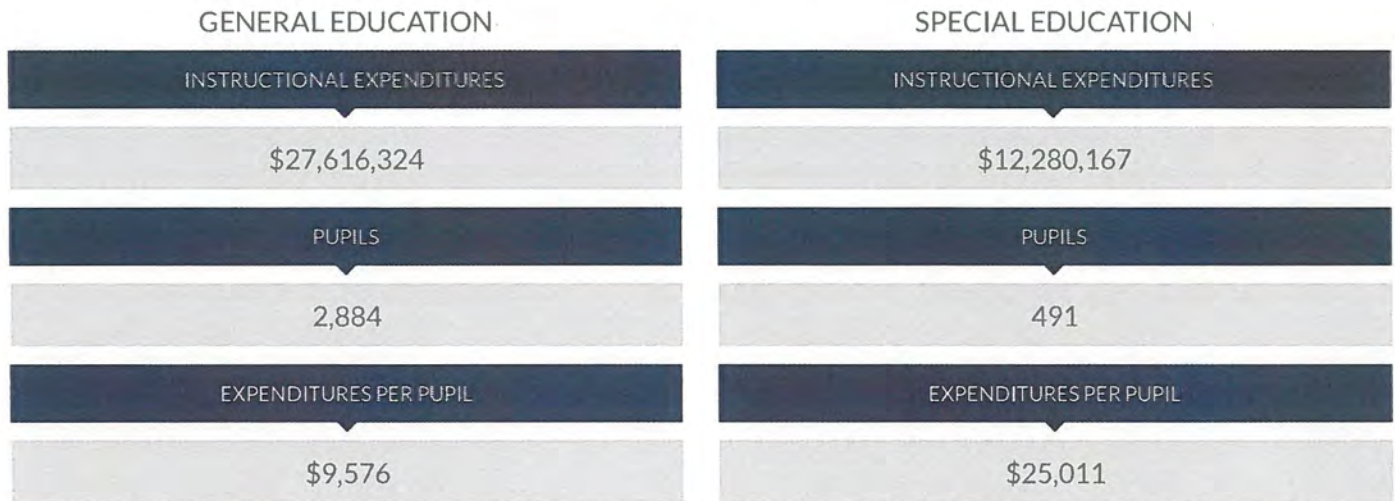 GENERAL EDUCATION
INSTRUCTIONAL EXPENDITURES
$27,616,324
PUPILS
2,884
EXPENDITURES PER PUPIL
$9,576
SPECIAL EDUCATION
INSTRUCTIONAL EXPENDITURES
$12,280,167
PUPILS
491
EXPENDITURES PER PUPIL
$25,011